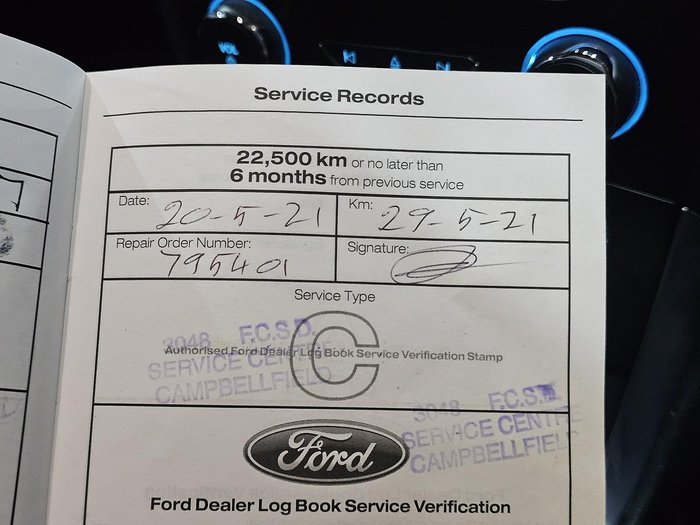 VOL
Service Records
22,500 km or no later than
6 months from previous service
Date: 20-5-21
Km: 29-5-21
Repair Order Number: 795401
Signature:
Service Type
C
Authorised Ford Dealer Log Book Service Verification Stamp
3048 F.C.S.D.
SERVICE CENTRE
CAMPBELLFIELD
3048 F.C.S.D.
SERVICE CENTRE
CAMPBELLFIELD
Ford
Ford Dealer Log Book Service Verification